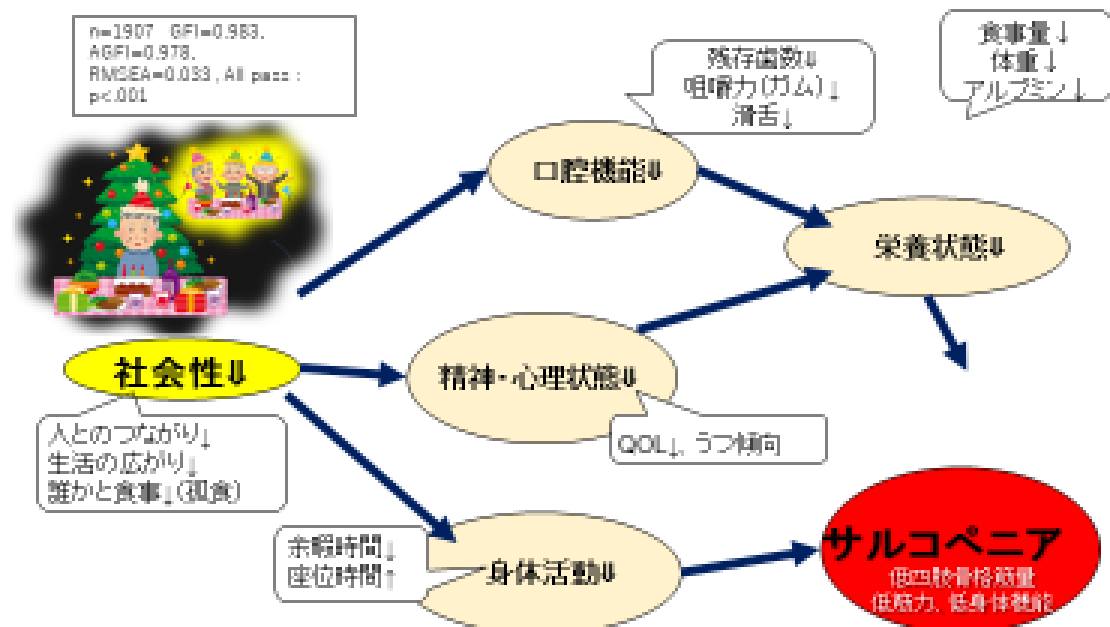 n=1907 GFI=0.983,
AGFI=0.978,
RMSEA=0.033, All pass :
p<.001
残存歯数⇓
咀嚼力(ガム)↓
滑舌↓
食事量↓
体重↓
アルブミン↓
口腔機能⇓
栄養状態⇓
社会性⇓
精神・心理状態⇓
人とのつながり↓
生活の広がり↓
誰かと食事↓(孤食)
QOL↓, うつ傾向
余暇時間↓
座位時間↑
身体活動⇓
サルコペニア
低四肢骨格筋量
低筋力、低身体機能